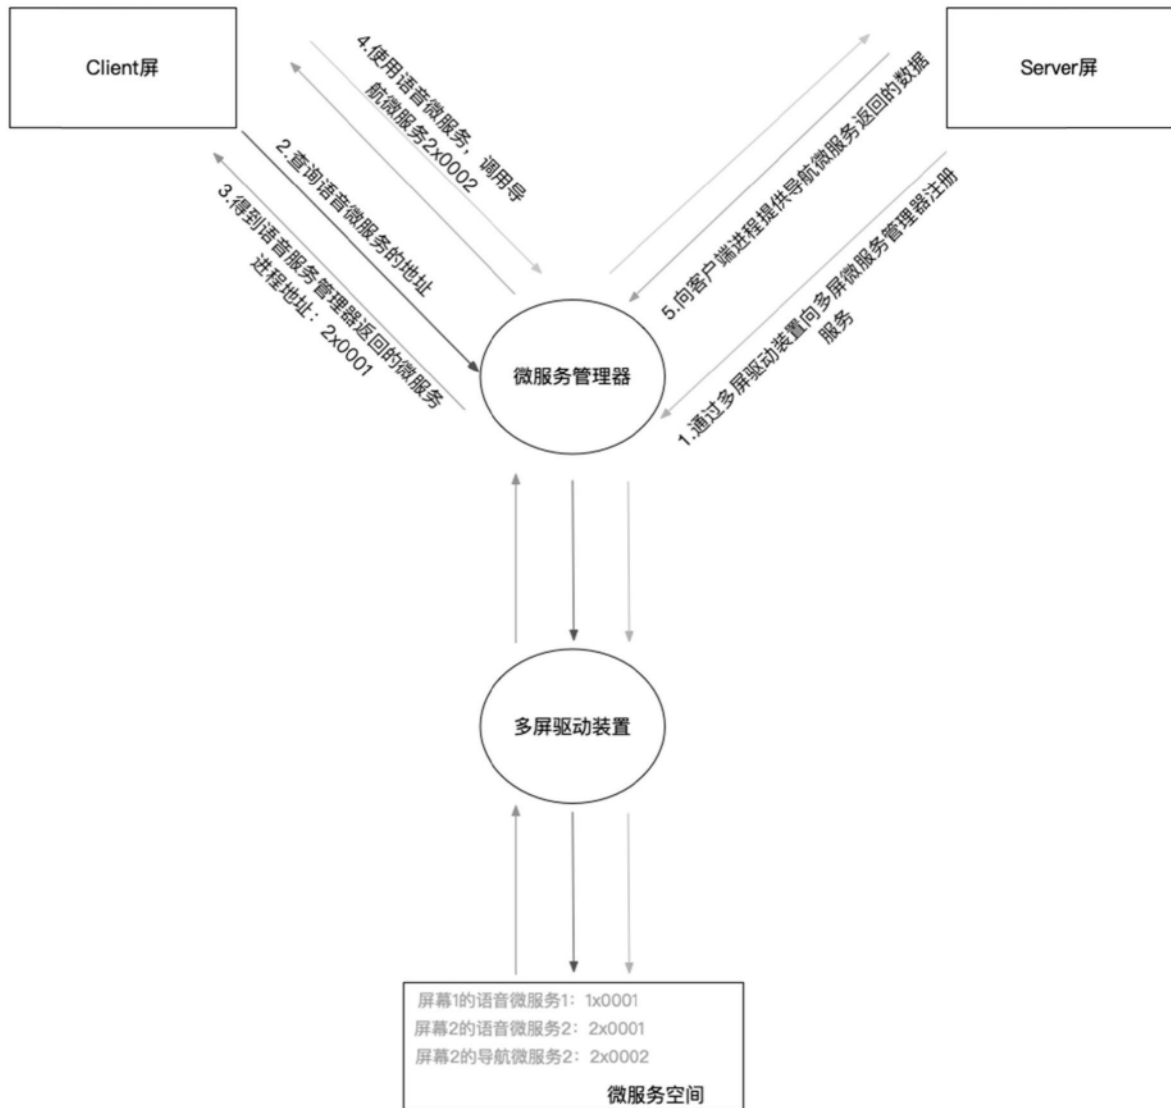 Client屏
Server屏
4.使用语音微服务，调用导
航微服务2x0002
2.查询语音微服务的地址
3.得到语音服务管理器返回的微服务
进程地址：2x0001
5.向客户端进程提供导航微服务返回的数据
1.通过多屏驱动装置向多屏微服务管理器注册
服务
微服务管理器
多屏驱动装置
屏幕1的语音微服务1：1x0001
屏幕2的语音微服务2：2x0001
屏幕2的导航微服务2：2x0002
微服务空间